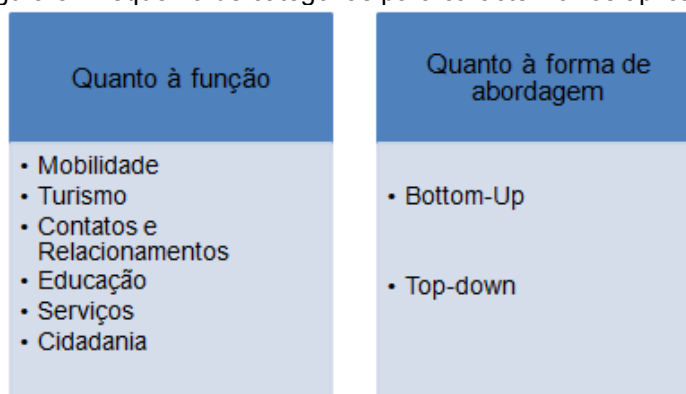 Quanto à função
• Mobilidade
• Turismo
• Contatos e
Relacionamentos
• Educação
• Serviços
• Cidadania
Quanto à forma de
abordagem
• Bottom-Up
• Top-down